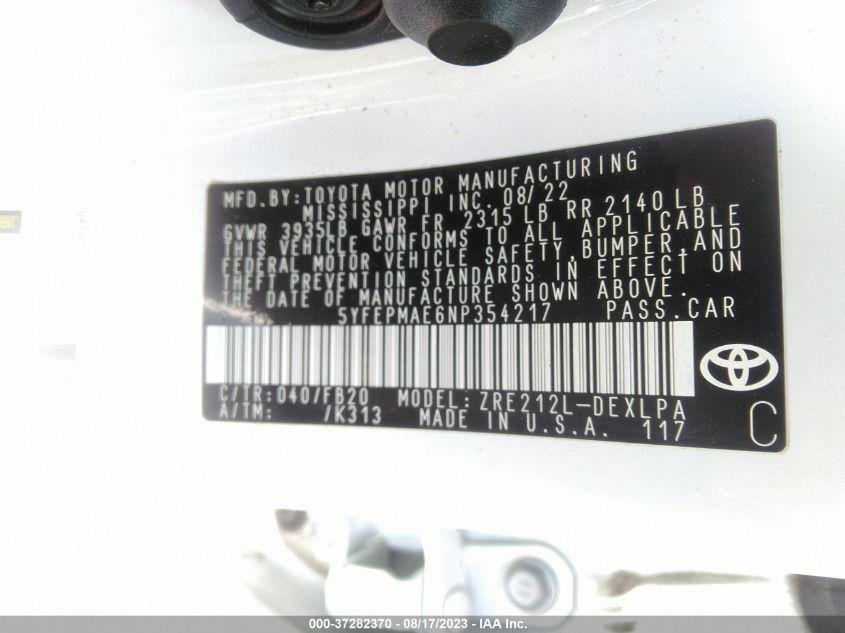 MFD.BY:TOYOTA MOTOR MANUFACTURING
MISSISSIPPI INC. 08/22
GVWR 3935LB GAWR FR 2315 LB RR 2140 LB
THIS VEHICLE CONFORMS TO ALL APPLICABLE
FEDERAL MOTOR VEHICLE SAFETY, BUMPER, AND
THEFT PREVENTION STANDARDS IN EFFECT ON
THE DATE OF MANUFACTURE SHOWN ABOVE.
5YFEPMAE6NP354217 PASS.CAR
C/TR:040/FB20 MODEL:ZRE212L-DEXLPA
A/TM: /K313 MADE IN U.S.A. 117 C
000-37282370 - 08/17/2023 - IAA Inc.